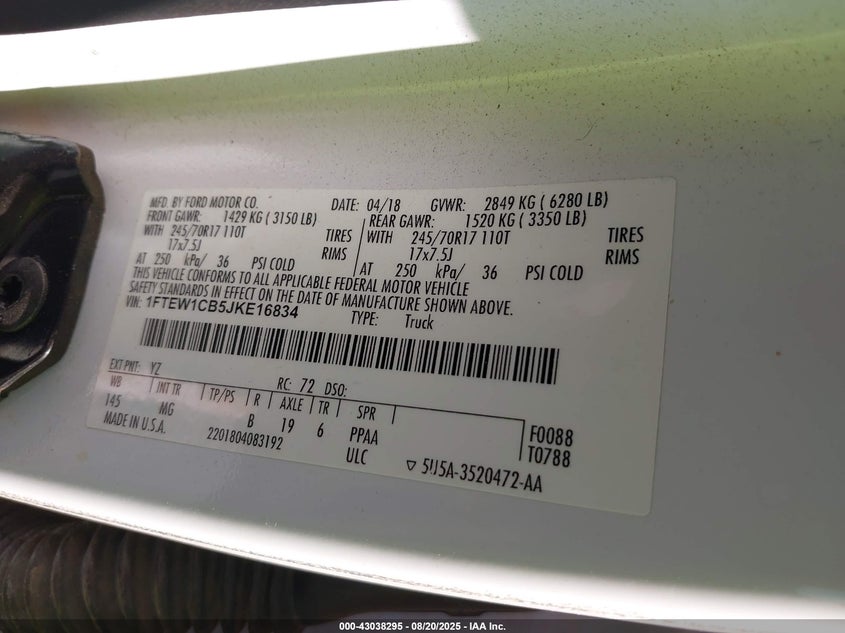 MFD. BY FORD MOTOR CO. DATE: 04/18 GVWR: 2849 KG ( 6280 LB)
FRONT GAWR: 1429 KG ( 3150 LB) REAR GAWR: 1520 KG ( 3350 LB)
WITH 245/70R17 110T TIRES WITH 245/70R17 110T TIRES
17x7.5J RIMS 17x7.5J RIMS
AT 250 kPa/ 36 PSI COLD AT 250 kPa/ 36 PSI COLD
THIS VEHICLE CONFORMS TO ALL APPLICABLE FEDERAL MOTOR VEHICLE
SAFETY STANDARDS IN EFFECT ON THE DATE OF MANUFACTURE SHOWN ABOVE.
VIN: 1FTEW1CB5JKE16834 TYPE: Truck
EXT PNT: YZ RC: 72 DSO:
WB INT TR TP/PS R AXLE TR SPR
145 MG B 19 6 PPAA F0088
MADE IN U.S.A. 2201804083192 ULC T0788
5U5A-3520472-AA
000-43038295 - 08/20/2025 - IAA Inc.